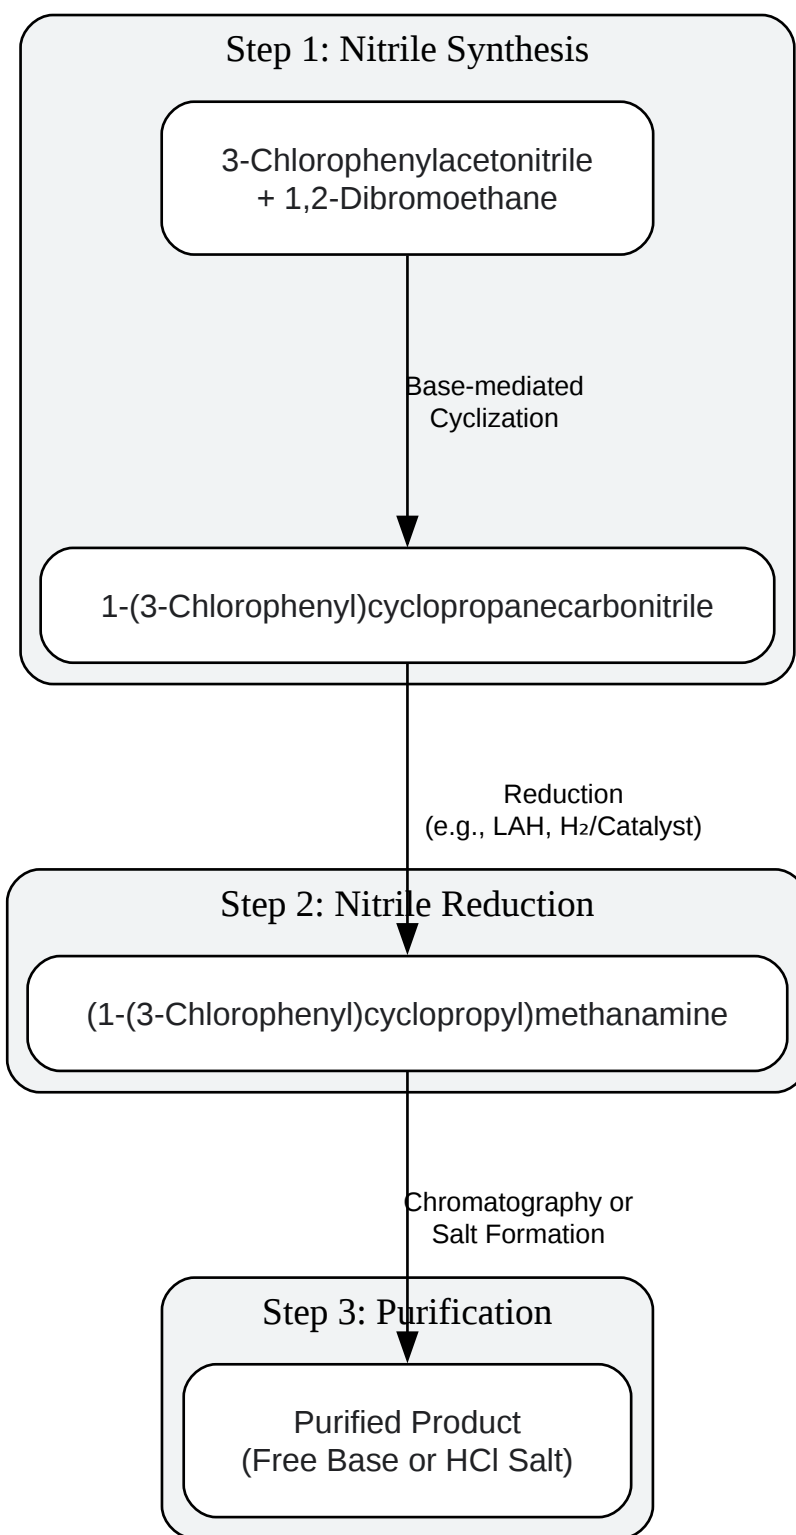 Step 1: Nitrile Synthesis
3-Chlorophenylacetonitrile
+ 1,2-Dibromoethane
Base-mediated
Cyclization
1-(3-Chlorophenyl)cyclopropanecarbonitrile
Reduction
(e.g., LAH, H₂/Catalyst)
Step 2: Nitrile Reduction
(1-(3-Chlorophenyl)cyclopropyl)methanamine
Chromatography or
Salt Formation
Step 3: Purification
Purified Product
(Free Base or HCl Salt)